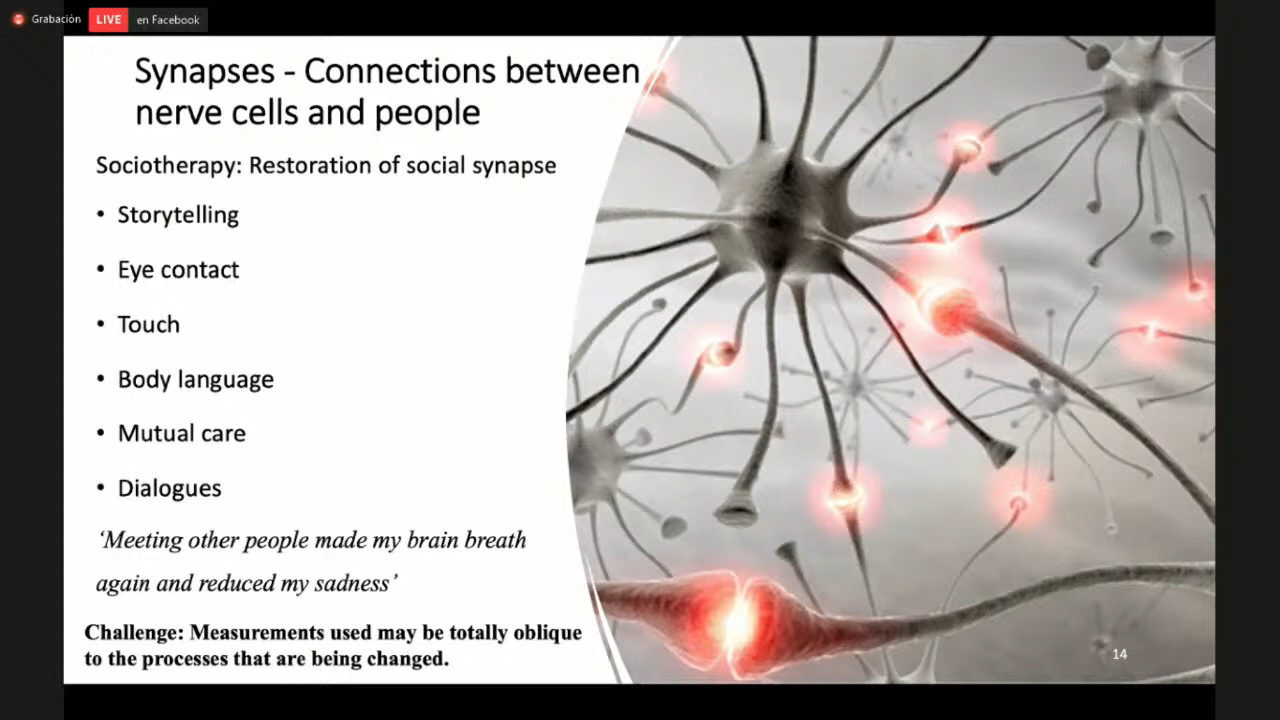 Grabación LIVE en Facebook
Synapses - Connections between
nerve cells and people
Sociotherapy: Restoration of social synapse
• Storytelling
• Eye contact
• Touch
• Body language
• Mutual care
• Dialogues
‘Meeting other people made my brain breath
again and reduced my sadness’
Challenge: Measurements used may be totally oblique
to the processes that are being changed.
14